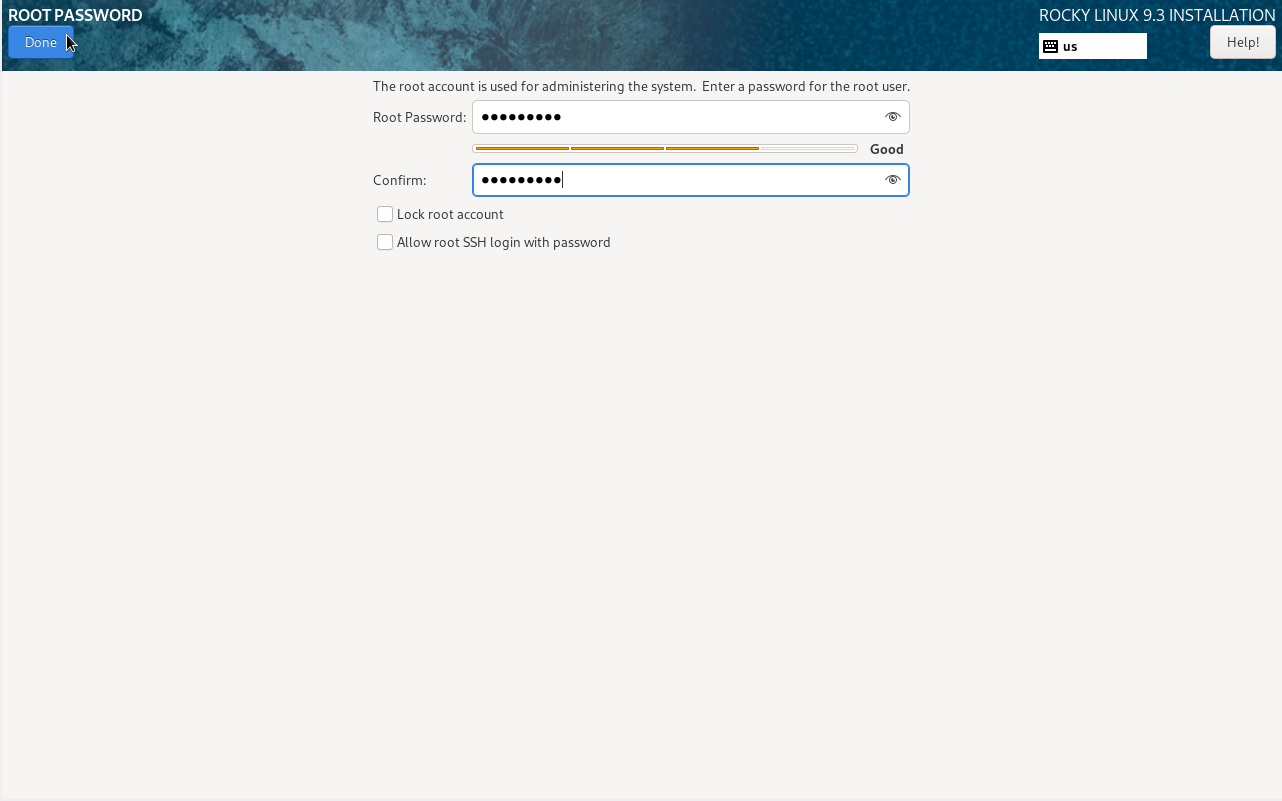 ROOT PASSWORD
ROCKY LINUX 9.3 INSTALLATION
Done
us
Help!
The root account is used for administering the system.  Enter a password for the root user.
Root Password: ●●●●●●●●●
Good
Confirm: ●●●●●●●●●
Lock root account
Allow root SSH login with password